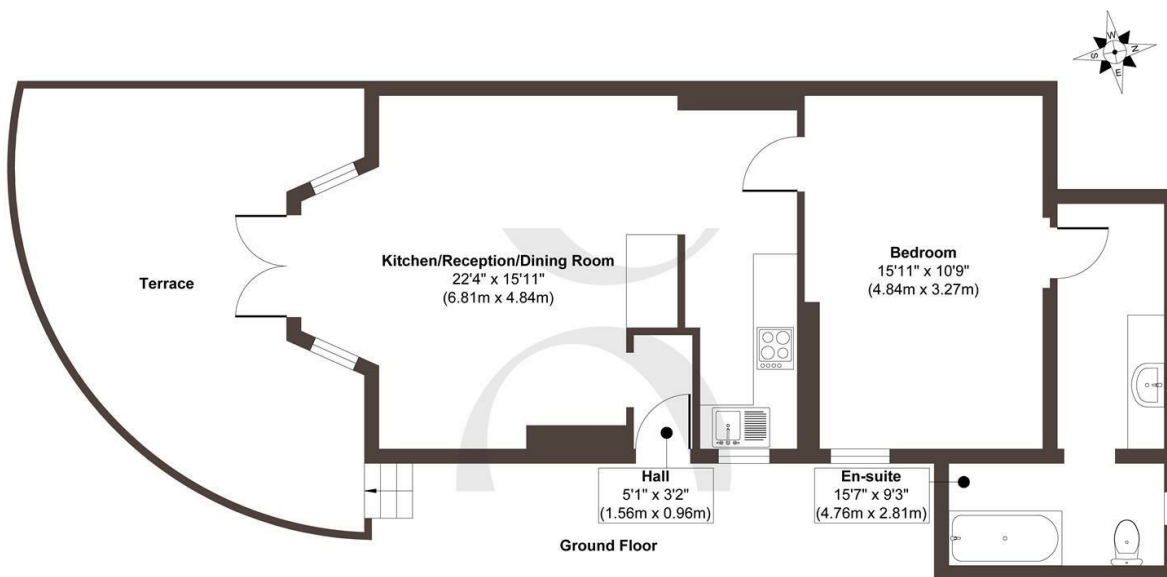 W
N
S
E
Terrace
Kitchen/Reception/Dining Room
22'4" x 15'11"
(6.81m x 4.84m)
Bedroom
15'11" x 10'9"
(4.84m x 3.27m)
Hall
5'1" x 3'2"
(1.56m x 0.96m)
En-suite
15'7" x 9'3"
(4.76m x 2.81m)
Ground Floor